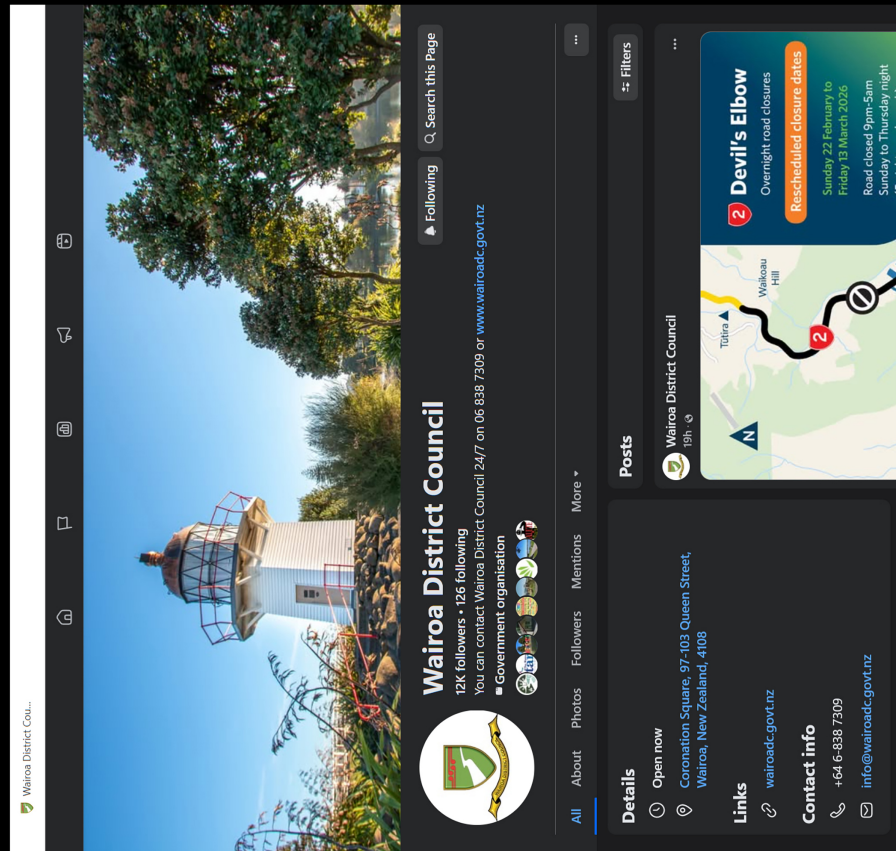 Wairoa District Cou...
Wairoa District Council
12K followers • 126 following
You can contact Wairoa District Council 24/7 on 06 838 7309 or www.wairoadc.govt.nz
Government organisation
Following
Search this Page
All
About
Photos
Followers
Mentions
More
...
Details
Open now
Coronation Square, 97-103 Queen Street,
Wairoa, New Zealand, 4108
Links
wairoadc.govt.nz
Contact info
+64 6-838 7309
info@wairoadc.govt.nz
Posts
Filters
Wairoa District Council
19h ·
...
N
Tūtira
Waikoau
Hill
2
2 Devil's Elbow
Overnight road closures
Rescheduled closure dates
Sunday 22 February to
Friday 13 March 2026
Road closed 9pm-5am
Sunday to Thursday night